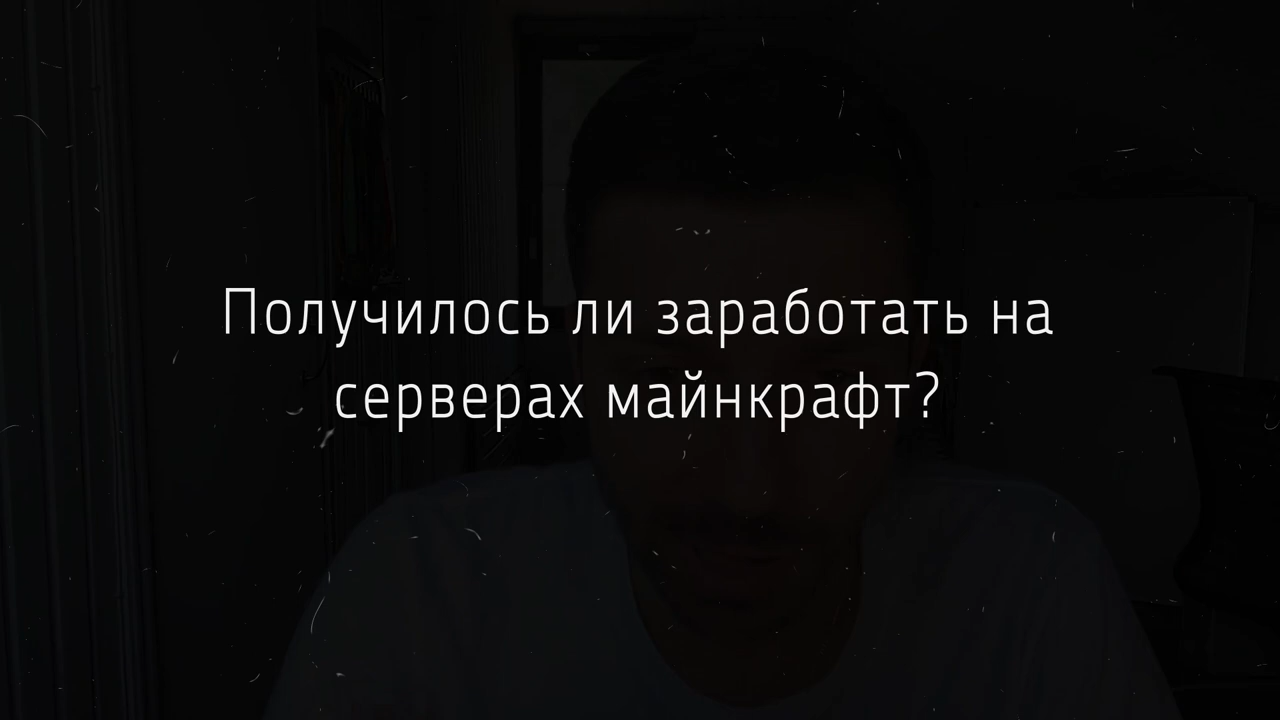 Получилось ли заработать на
серверах майнкрафт?